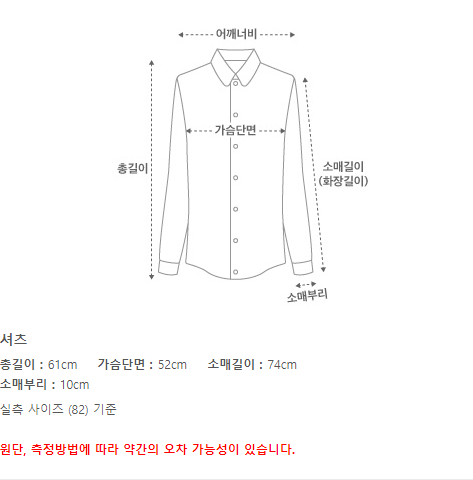 어깨너비
가슴단면
총길이
소매길이
(화장길이)
소매부리
셔츠
총길이 : 61cm 가슴단면 : 52cm 소매길이 : 74cm
소매부리 : 10cm
실측 사이즈 (82) 기준
원단, 측정방법에 따라 약간의 오차 가능성이 있습니다.